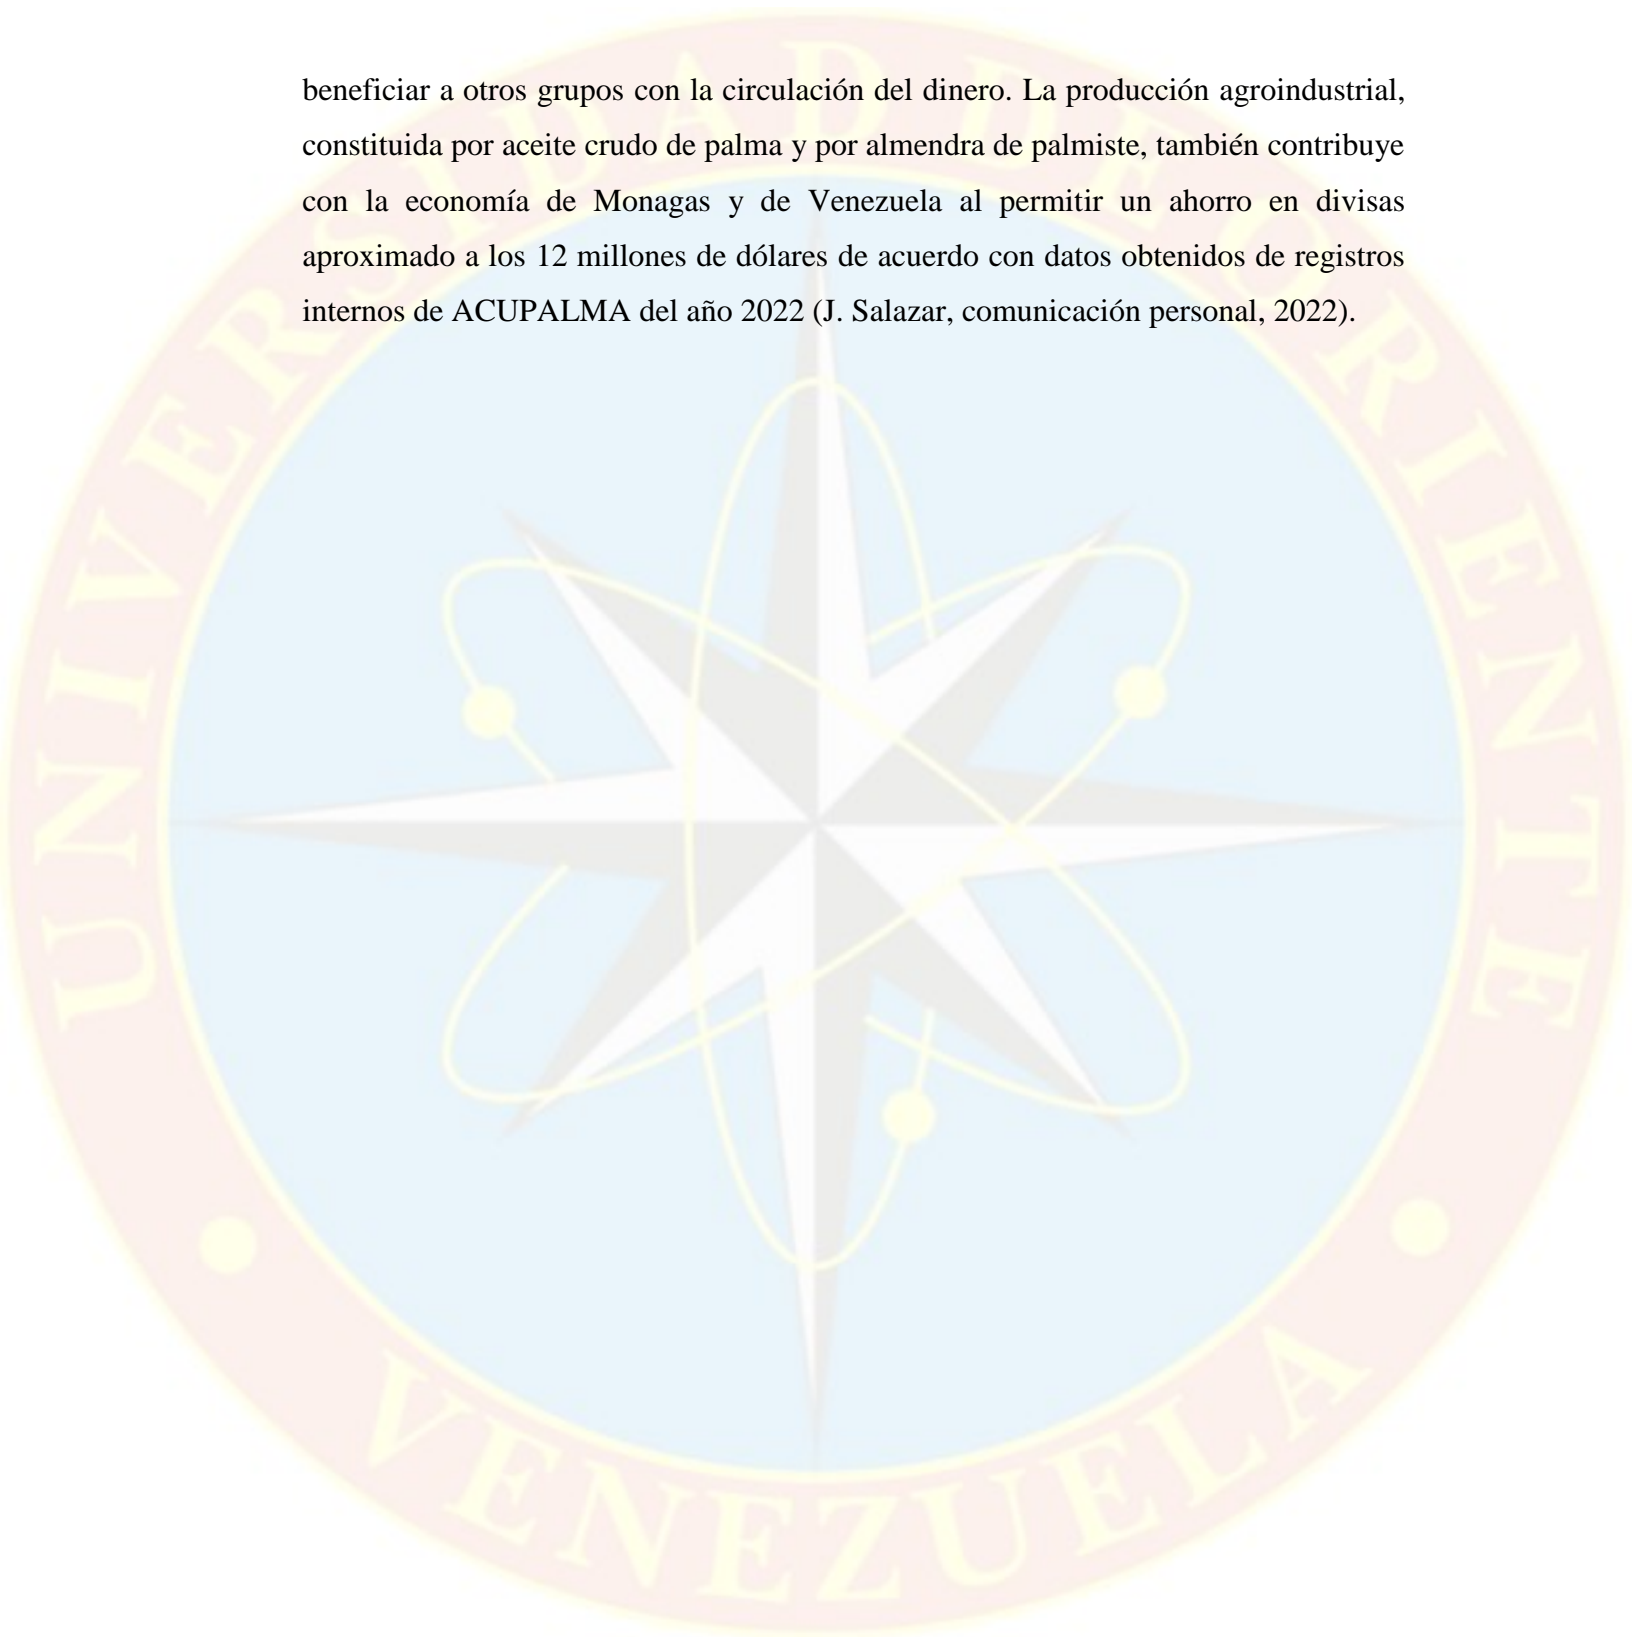 beneficiar a otros grupos con la circulación del dinero. La producción agroindustrial,
constituida por aceite crudo de palma y por almendra de palmiste, también contribuye
con la economía de Monagas y de Venezuela al permitir un ahorro en divisas
aproximado a los 12 millones de dólares de acuerdo con datos obtenidos de registros
internos de ACUPALMA del año 2022 (J. Salazar, comunicación personal, 2022).
UNIVERSIDAD DE ORIENTE
VENEZUELA